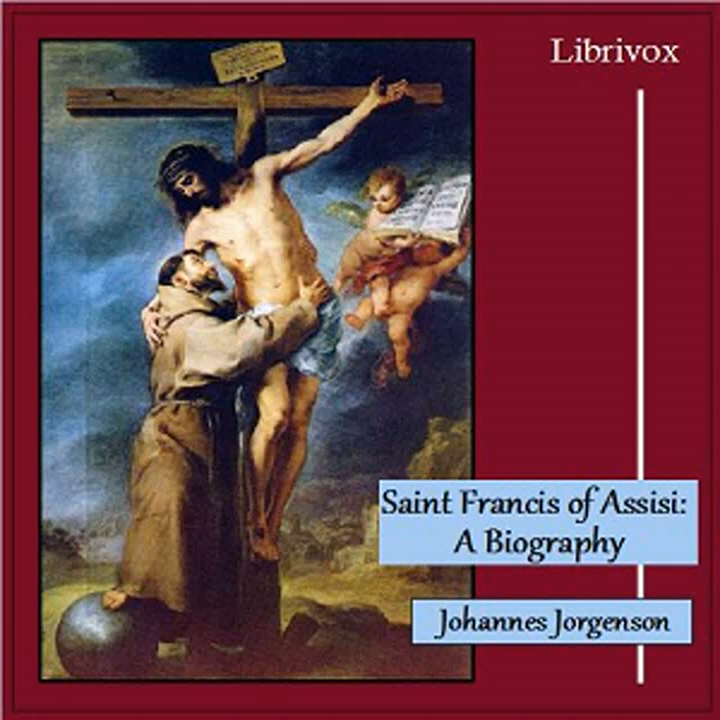 Librivox
Saint Francis of Assisi:
A Biography
Johannes Jorgenson